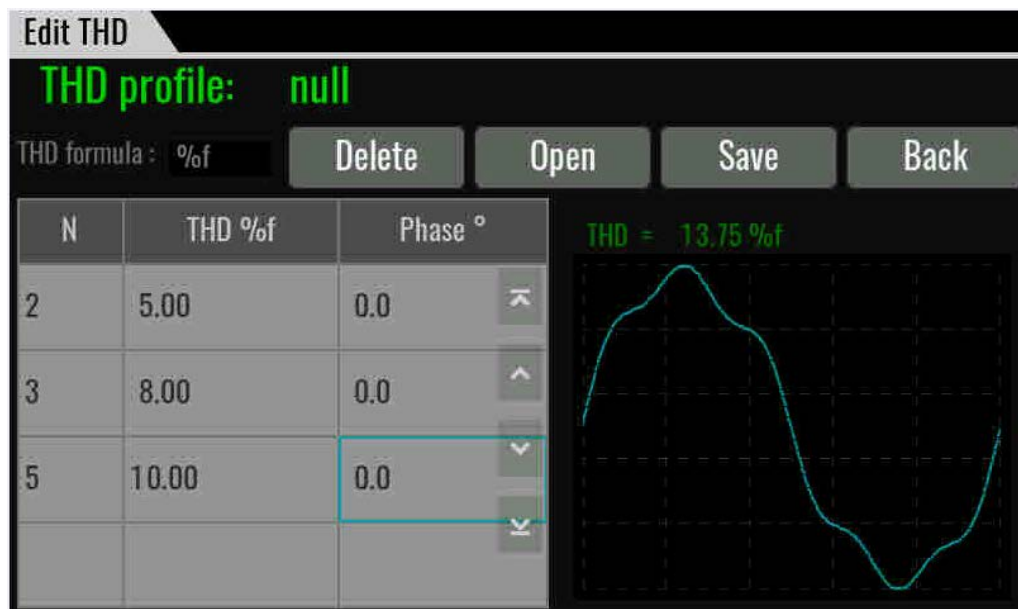 Edit THD
THD profile: null
THD formula : %f Delete Open Save Back
N THD %f Phase °
THD = 13.75 %f
2 5.00 0.0
3 8.00 0.0
5 10.00 0.0